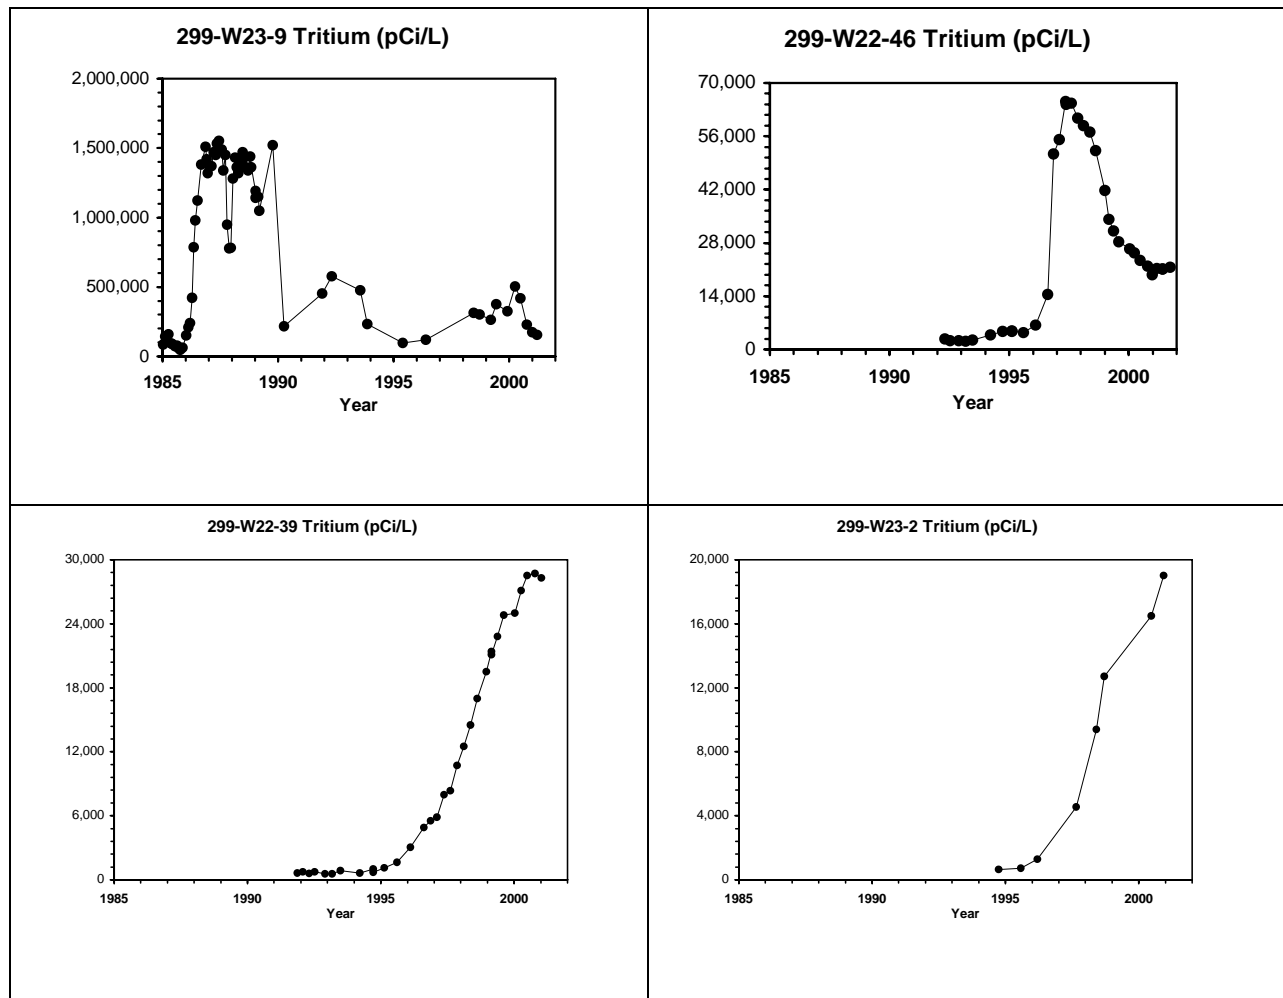 299-W23-9 Tritium (pCi/L)
2,000,000
1,500,000
1,000,000
500,000
0
1985 1990 1995 2000
Year
299-W22-46 Tritium (pCi/L)
70,000
56,000
42,000
28,000
14,000
0
1985 1990 1995 2000
Year
299-W22-39 Tritium (pCi/L)
30,000
24,000
18,000
12,000
6,000
0
1985 1990 1995 2000
Year
299-W23-2 Tritium (pCi/L)
20,000
16,000
12,000
8,000
4,000
0
1985 1990 1995 2000
Year